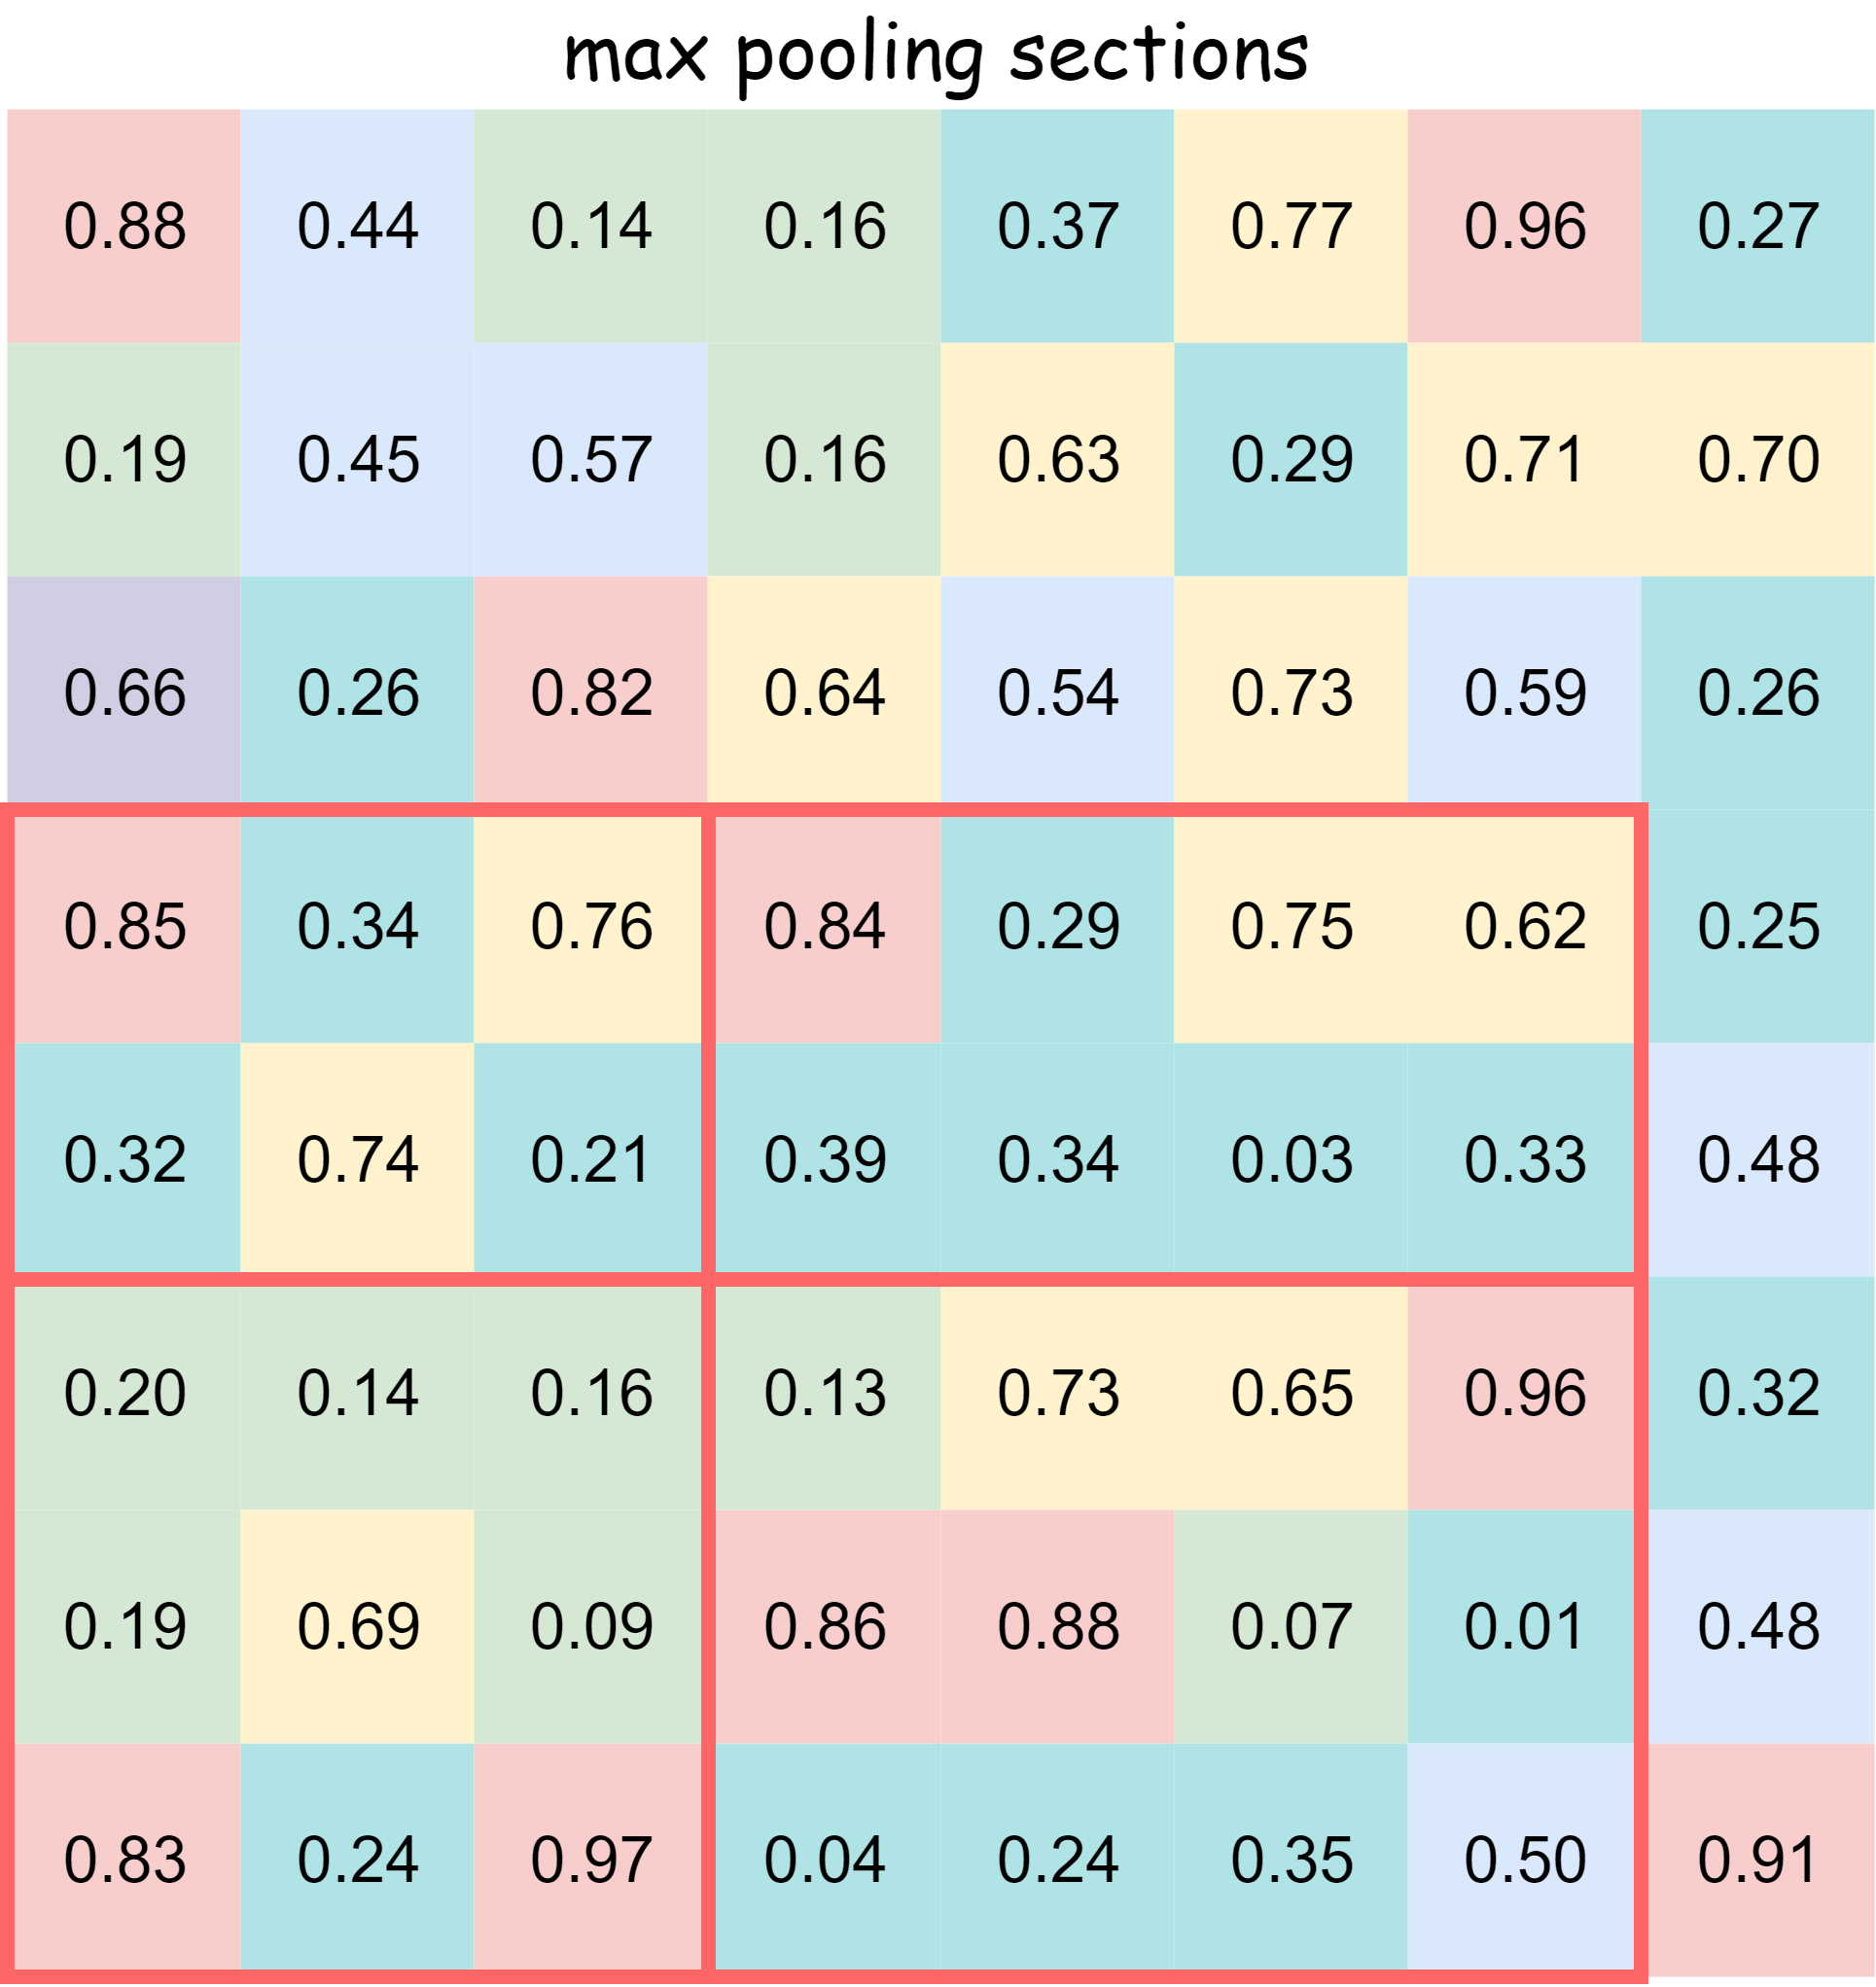 max pooling sections
0.88 0.44 0.14 0.16 0.37 0.77 0.96 0.27
0.19 0.45 0.57 0.16 0.63 0.29 0.71 0.70
0.66 0.26 0.82 0.64 0.54 0.73 0.59 0.26
0.85 0.34 0.76 0.84 0.29 0.75 0.62 0.25
0.32 0.74 0.21 0.39 0.34 0.03 0.33 0.48
0.20 0.14 0.16 0.13 0.73 0.65 0.96 0.32
0.19 0.69 0.09 0.86 0.88 0.07 0.01 0.48
0.83 0.24 0.97 0.04 0.24 0.35 0.50 0.91